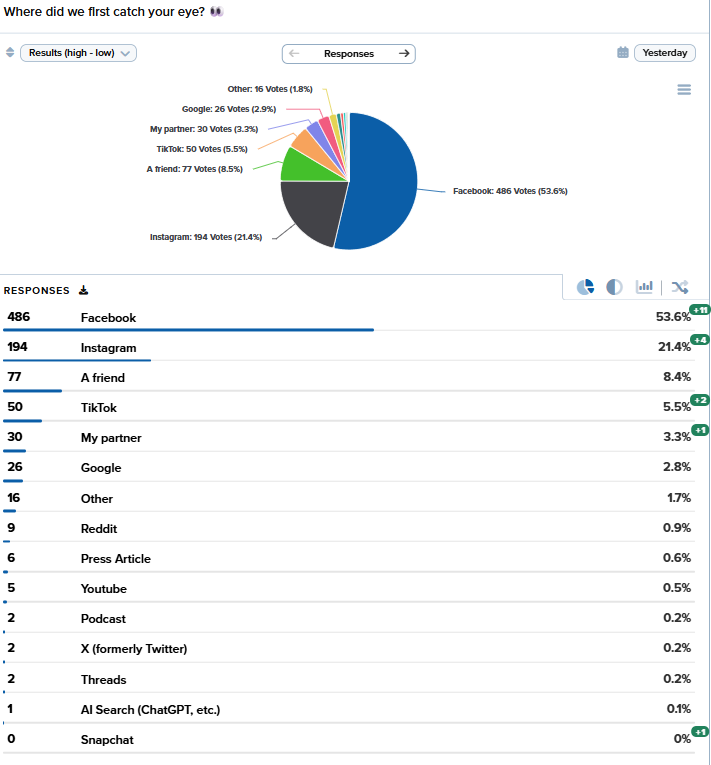 Where did we first catch your eye? 👀
Results (high - low)
Responses
Yesterday
Other: 16 Votes (1.8%)
Google: 26 Votes (2.9%)
My partner: 30 Votes (3.3%)
TikTok: 50 Votes (5.5%)
A friend: 77 Votes (8.5%)
Facebook: 486 Votes (53.6%)
Instagram: 194 Votes (21.4%)
RESPONSES
486 Facebook 53.6% +11
194 Instagram 21.4% +4
77 A friend 8.4%
50 TikTok 5.5% +2
30 My partner 3.3% +1
26 Google 2.8%
16 Other 1.7%
9 Reddit 0.9%
6 Press Article 0.6%
5 Youtube 0.5%
2 Podcast 0.2%
2 X (formerly Twitter) 0.2%
2 Threads 0.2%
1 AI Search (ChatGPT, etc.) 0.1%
0 Snapchat 0% +1